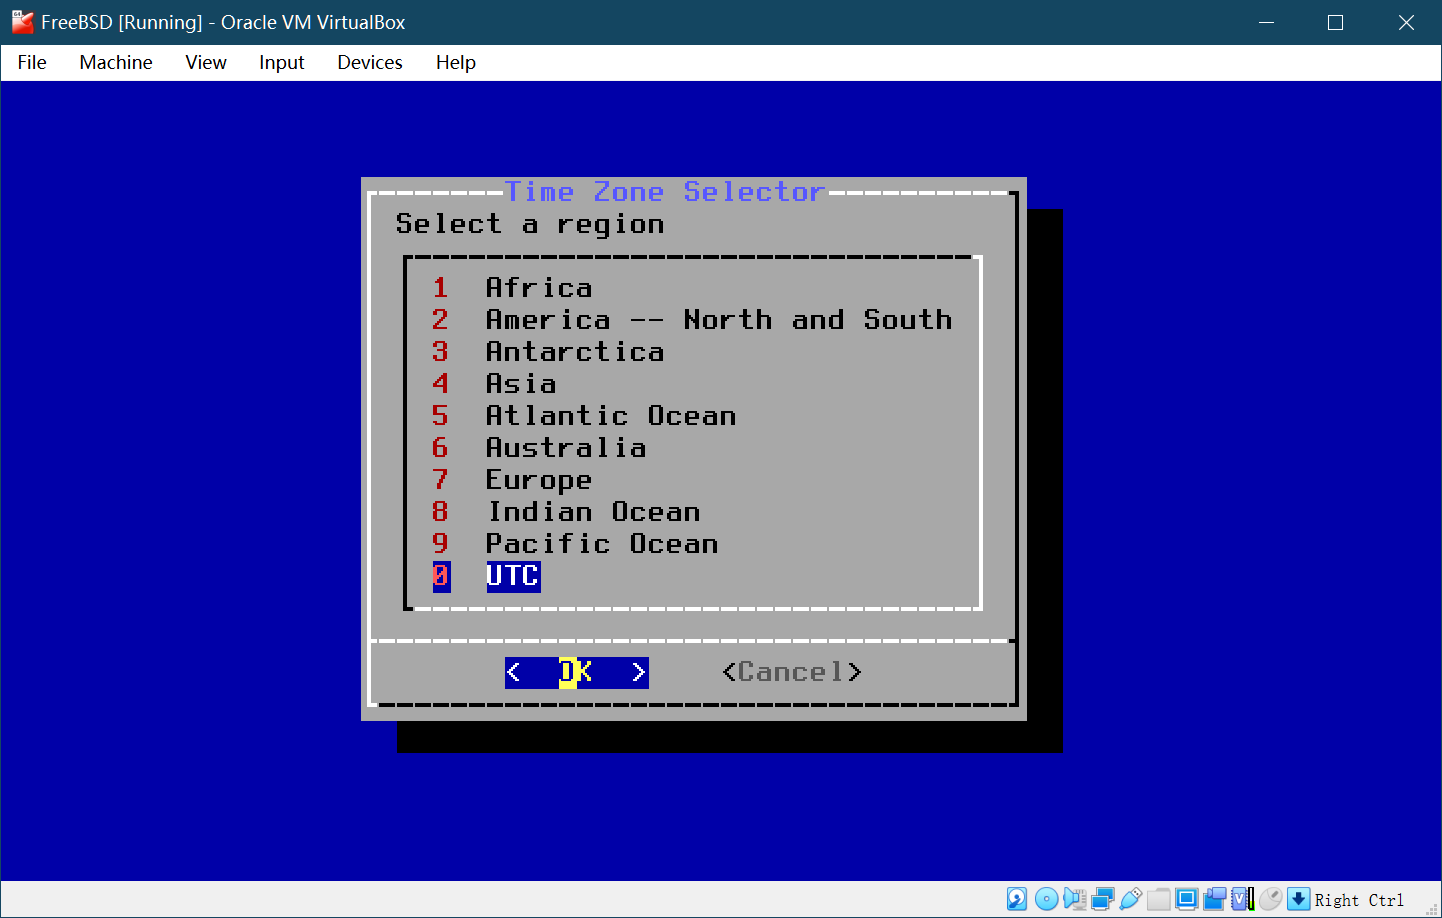 FreeBSD [Running] - Oracle VM VirtualBox
File Machine View Input Devices Help
Time Zone Selector
Select a region
1 Africa
2 America -- North and South
3 Antarctica
4 Asia
5 Atlantic Ocean
6 Australia
7 Europe
8 Indian Ocean
9 Pacific Ocean
0 UTC
< OK > <Cancel>
Right Ctrl